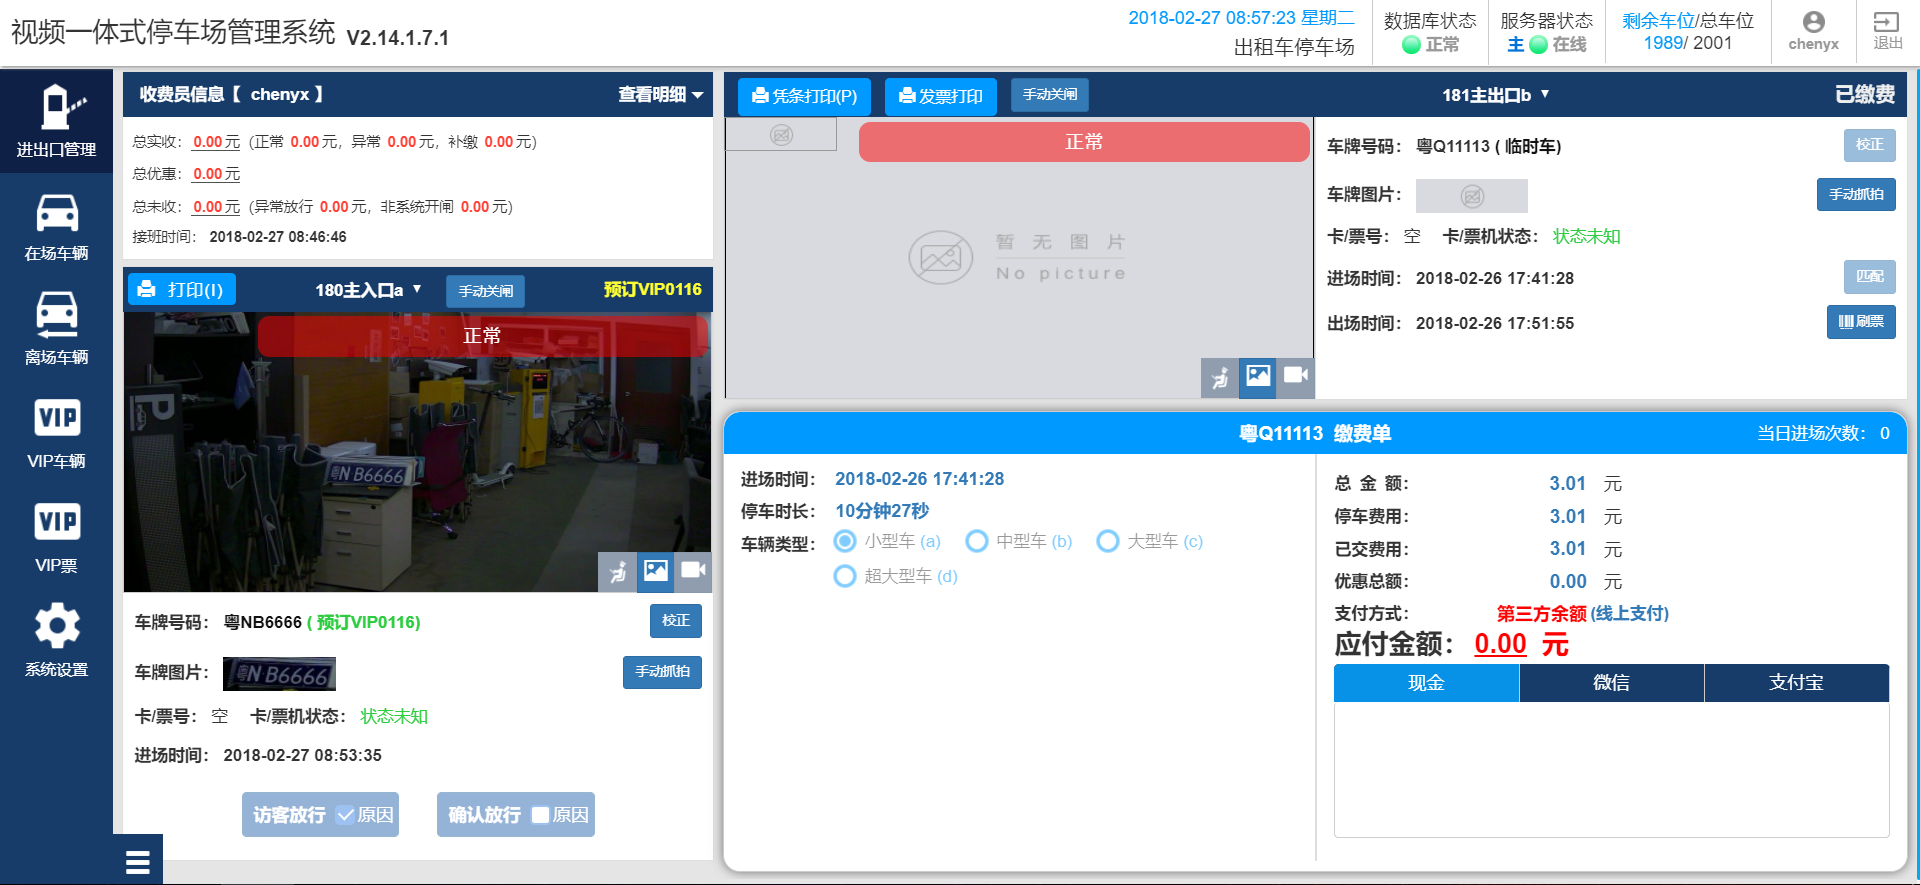 视频一体式停车场管理系统 V2.14.1.7.1
2018-02-27 08:57:23 星期二
出租车停车场
数据库状态
正常
服务器状态
主 在线
剩余车位/总车位
1989/ 2001
chenyx
退出
进出口管理
在场车辆
离场车辆
VIP
VIP车辆
VIP
VIP票
系统设置
收费员信息【 chenyx 】
查看明细
总实收： 0.00元 (正常 0.00元，异常 0.00元，补缴 0.00元)
总优惠： 0.00元
总未收： 0.00元 (异常放行 0.00元，非系统开闸 0.00元)
接班时间： 2018-02-27 08:46:46
打印(I)
180主入口a
手动关闸
预订VIP0116
正常
粤N B6666
车牌号码： 粤NB6666 ( 预订VIP0116)
校正
车牌图片： 粤N·B6666
手动抓拍
卡/票号： 空 卡/票机状态： 状态未知
进场时间： 2018-02-27 08:53:35
访客放行 原因
确认放行 原因
凭条打印(P)
发票打印
手动关闸
181主出口b
已缴费
正常
暂无图片
No picture
车牌号码： 粤Q11113 ( 临时车)
校正
车牌图片：
手动抓拍
卡/票号： 空 卡/票机状态： 状态未知
进场时间： 2018-02-26 17:41:28
匹配
出场时间： 2018-02-26 17:51:55
刷票
粤Q11113 缴费单
当日进场次数： 0
进场时间： 2018-02-26 17:41:28
停车时长： 10分钟27秒
车辆类型： 小型车 (a) 中型车 (b) 大型车 (c)
超大型车 (d)
总 金 额： 3.01 元
停车费用： 3.01 元
已交费用： 3.01 元
优惠总额： 0.00 元
支付方式： 第三方余额 (线上支付)
应付金额： 0.00 元
现金
微信
支付宝